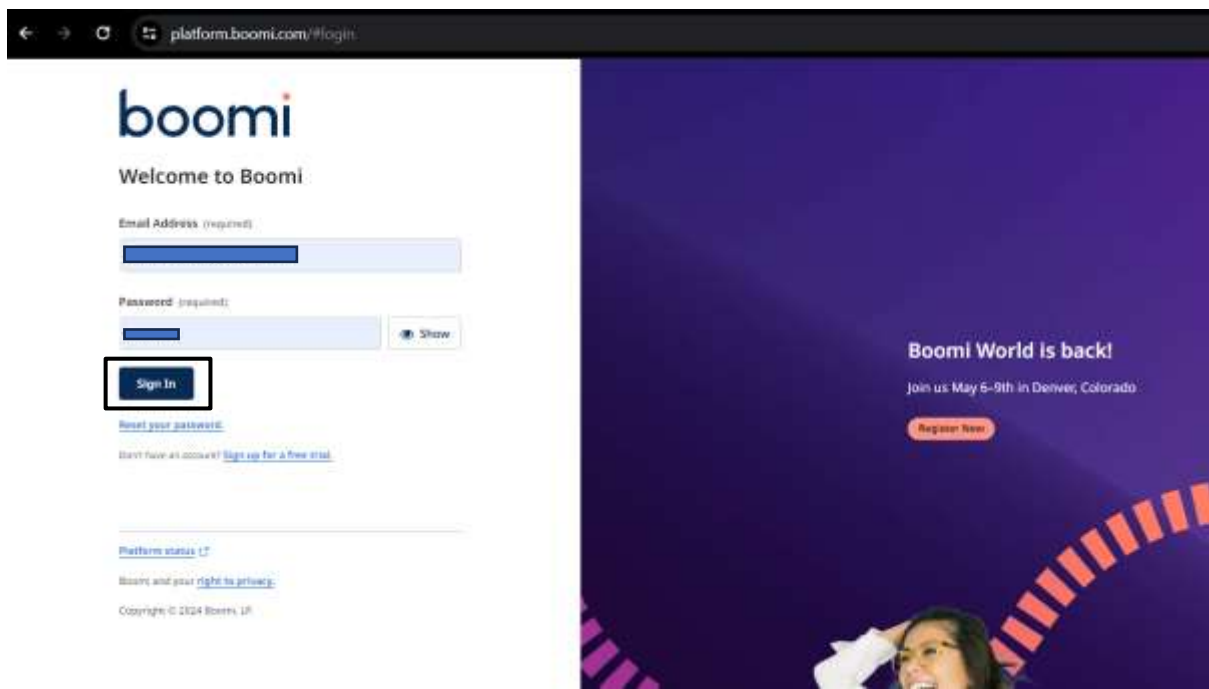 platform.boomi.com/#login
boomi
Welcome to Boomi
Email Address (required)
Password (required)
Show
Sign In
Reset your password.
Don't have an account? Sign up for a free trial.
Platform status
Boomi and your right to privacy.
Copyright © 2024 Boomi, LP
Boomi World is back!
Join us May 6–9th in Denver, Colorado
Register Now